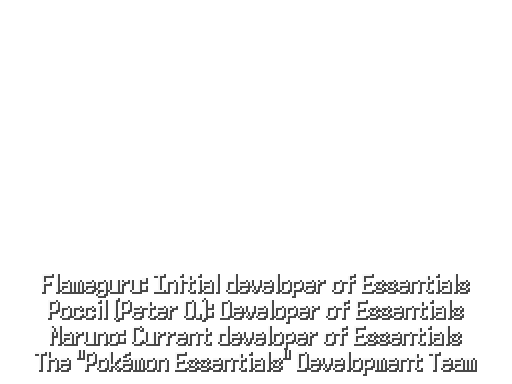 Flameguru: Initial developer of Essentials
Poccil (Peter O.): Developer of Essentials
Maruno: Current developer of Essentials
The "Pokémon Essentials" Development Team